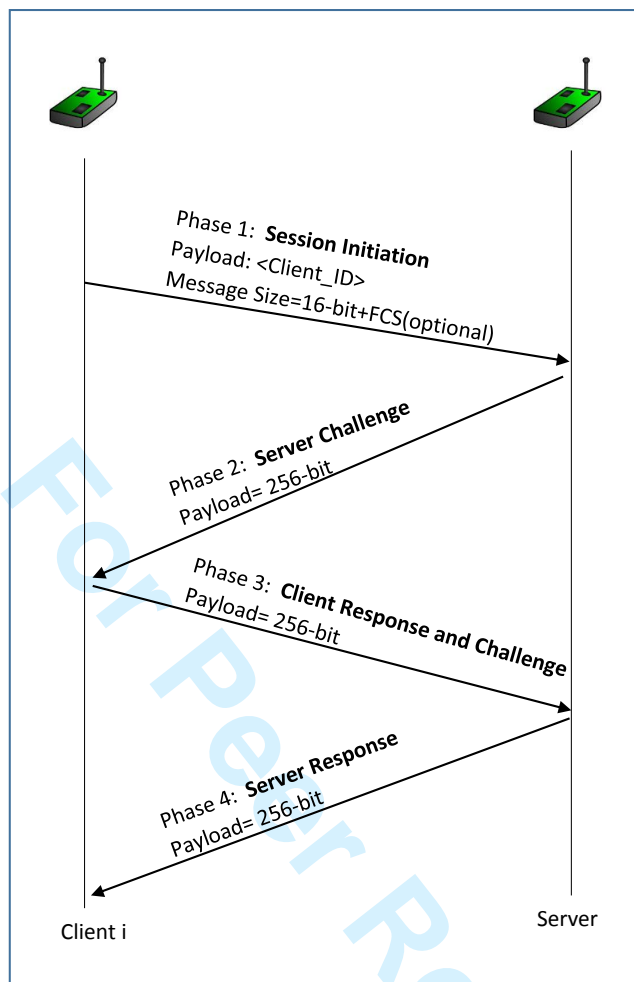 Phase 1: Session Initiation
Payload: <Client_ID>
Message Size=16-bit+FCS(optional)
Phase 2: Server Challenge
Payload= 256-bit
Phase 3: Client Response and Challenge
Payload= 256-bit
Phase 4: Server Response
Payload= 256-bit
Client i
Server
For Peer Re